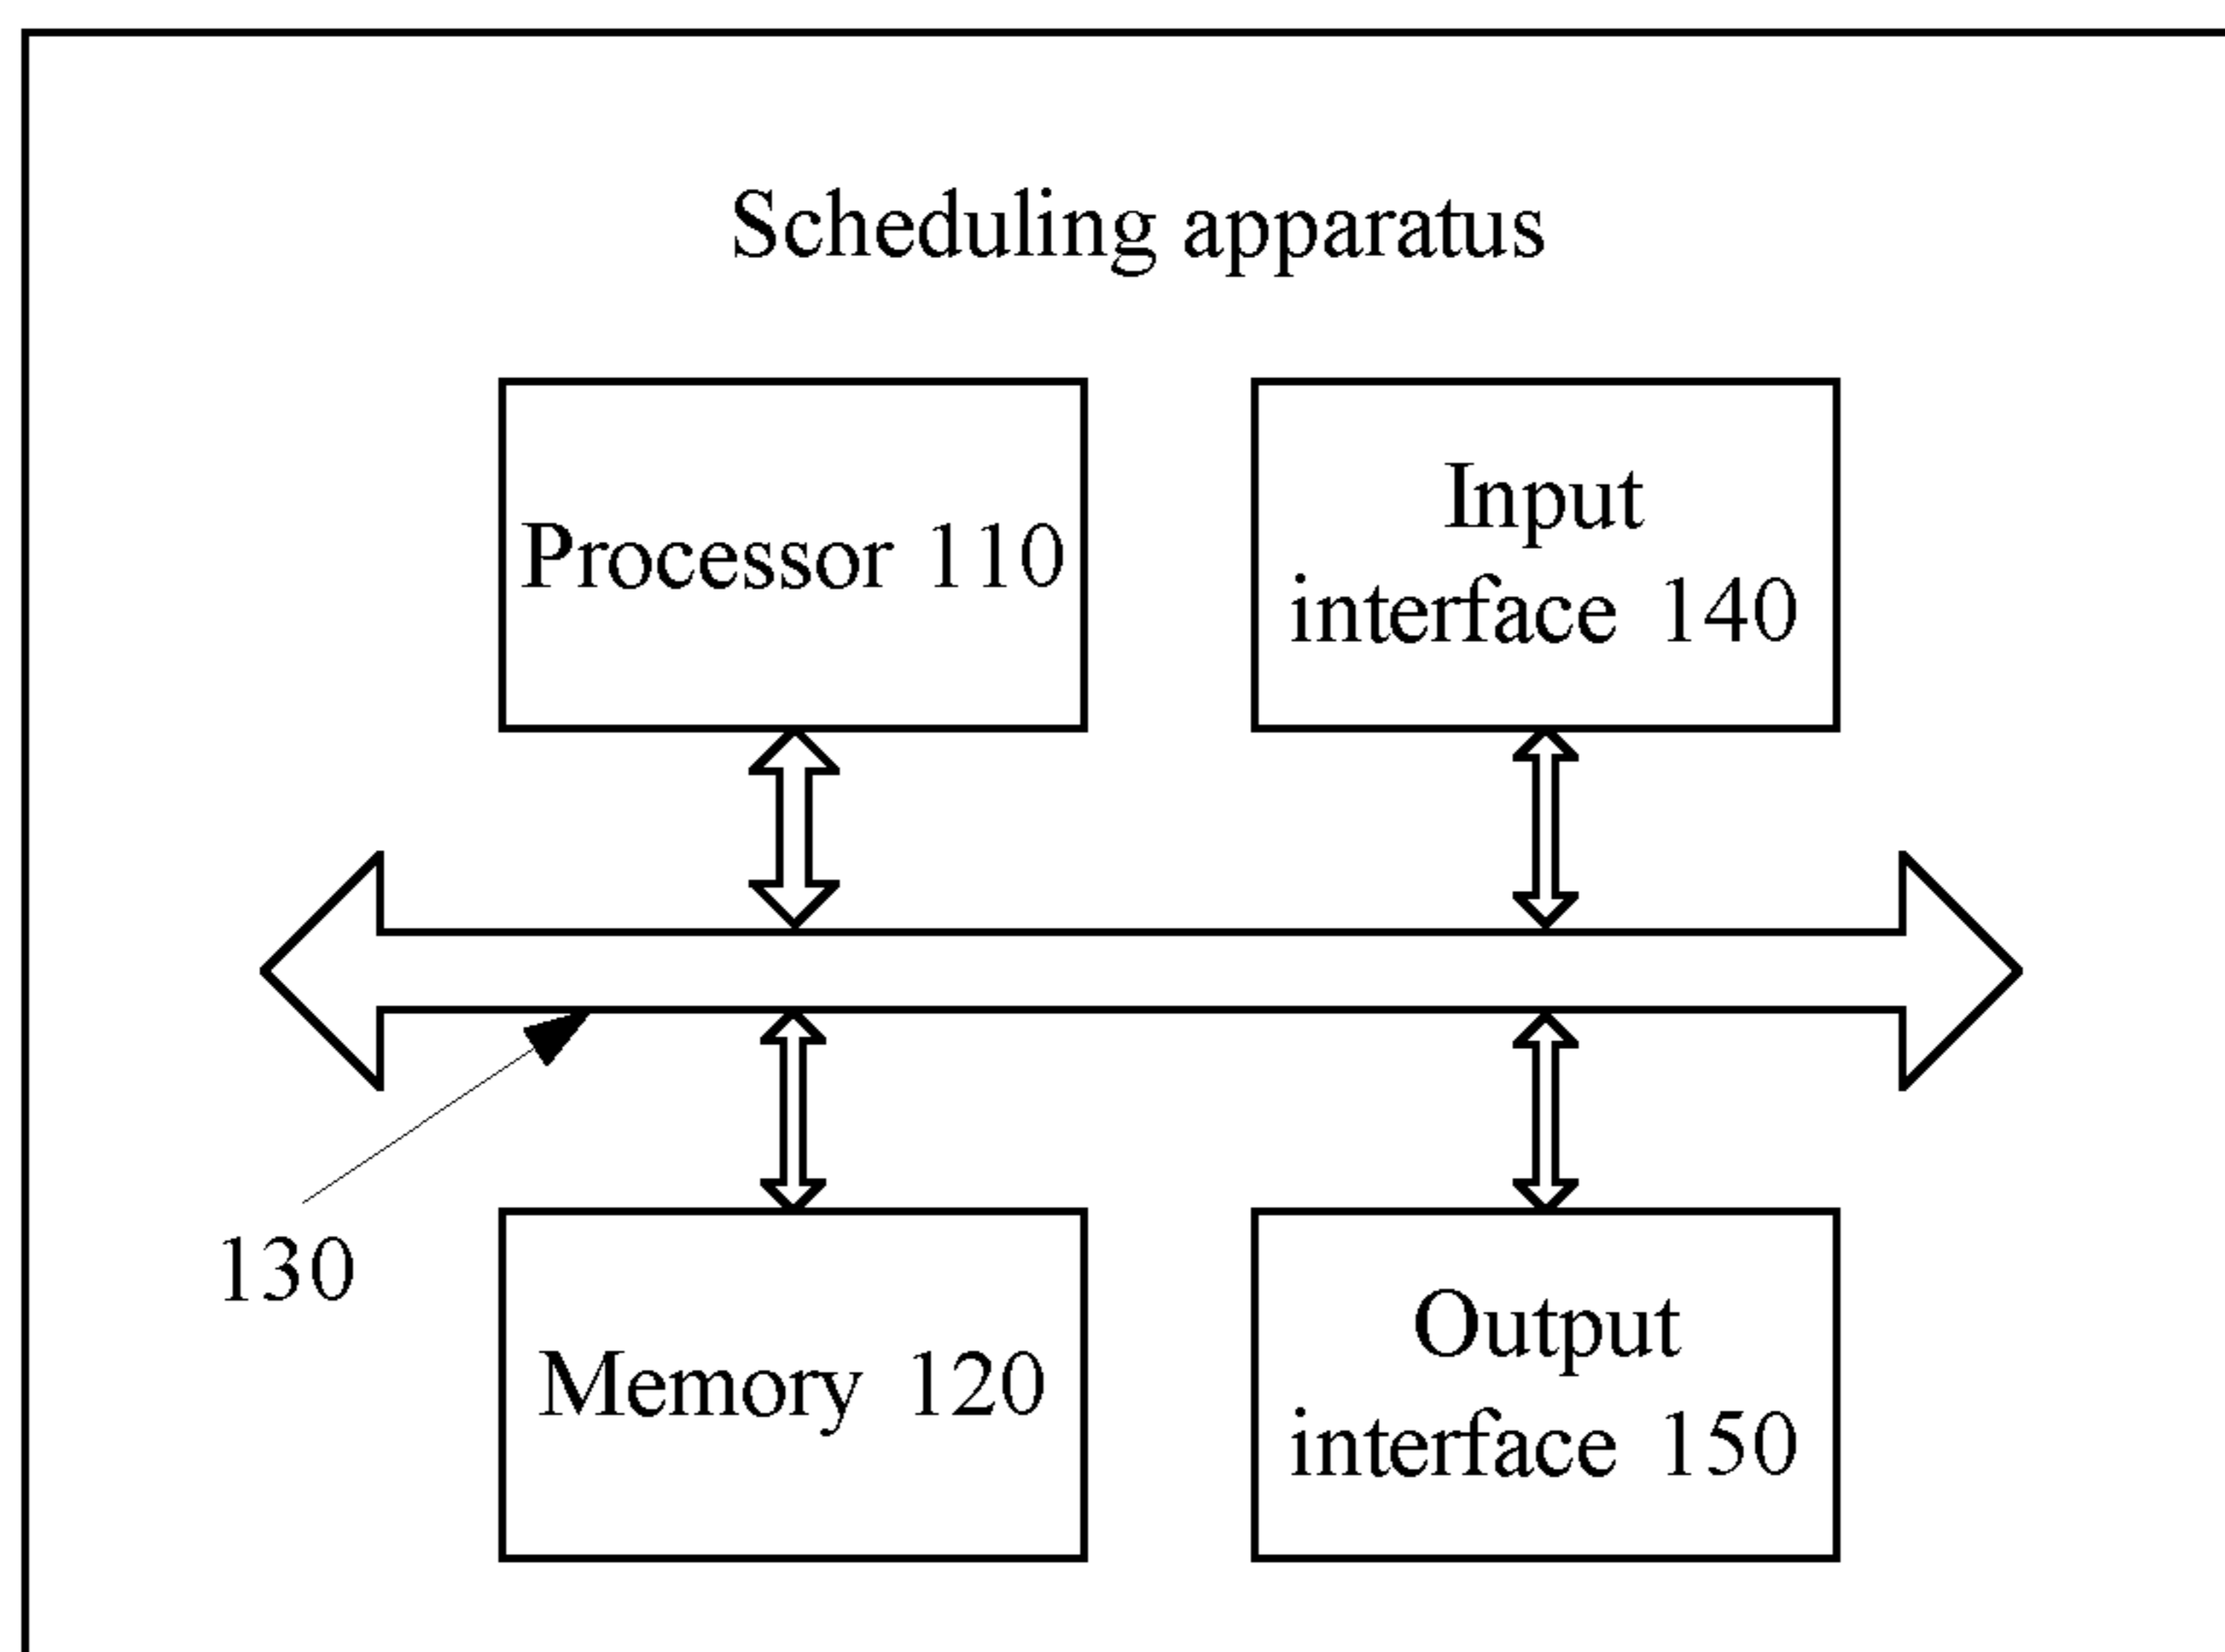 Scheduling apparatus
Processor 110
Input
interface 140
130
Memory 120
Output
interface 150